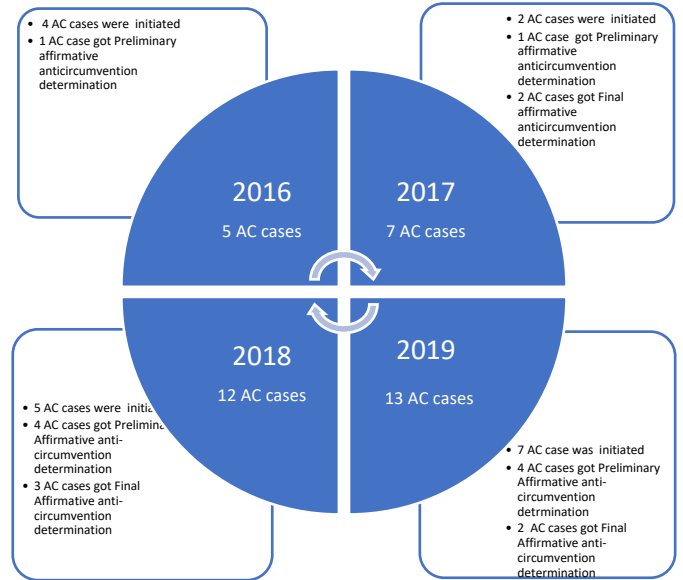 • 4 AC cases were initiated
• 1 AC case got Preliminary
affirmative
anticircumvention
determination
• 2 AC cases were initiated
• 1 AC case got Preliminary
affirmative
anticircumvention
determination
• 2 AC cases got Final
affirmative
anticircumvention
determination
2016
5 AC cases
2017
7 AC cases
2018
12 AC cases
2019
13 AC cases
• 5 AC cases were
• 4 AC cases got
Affirmative anti-
circumvention
determination
• 3 AC cases got Final
Affirmative anti-
circumvention
determination
• 7 AC case was initiated
• 4 AC cases got Preliminary
Affirmative anti-
circumvention
detrmination
• 2 AC cases got Final
Affirmative anti-
circumvention
determination